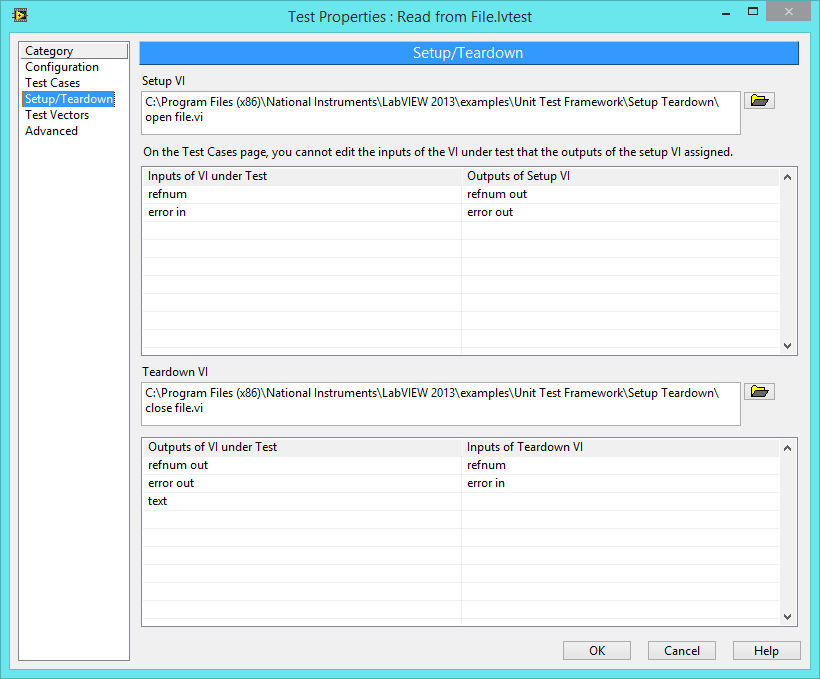 Test Properties : Read from File.lvtest
Category
Configuration
Test Cases
Setup/Teardown
Test Vectors
Advanced
Setup/Teardown
Setup VI
C:\Program Files (x86)\National Instruments\LabVIEW 2013\examples\Unit Test Framework\Setup Teardown\
open file.vi
On the Test Cases page, you cannot edit the inputs of the VI under test that the outputs of the setup VI assigned.
Inputs of VI under Test Outputs of Setup VI
refnum refnum out
error in error out
Teardown VI
C:\Program Files (x86)\National Instruments\LabVIEW 2013\examples\Unit Test Framework\Setup Teardown\
close file.vi
Outputs of VI under Test Inputs of Teardown VI
refnum out refnum
error out error in
text
OK Cancel Help